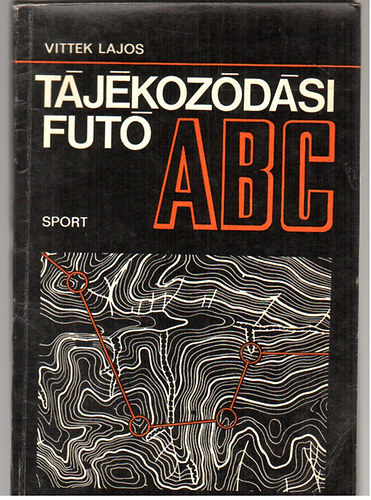 VITTEK LAJOS
TÁJÉKOZÓDÁSI
FUTÓ
ABC
SPORT